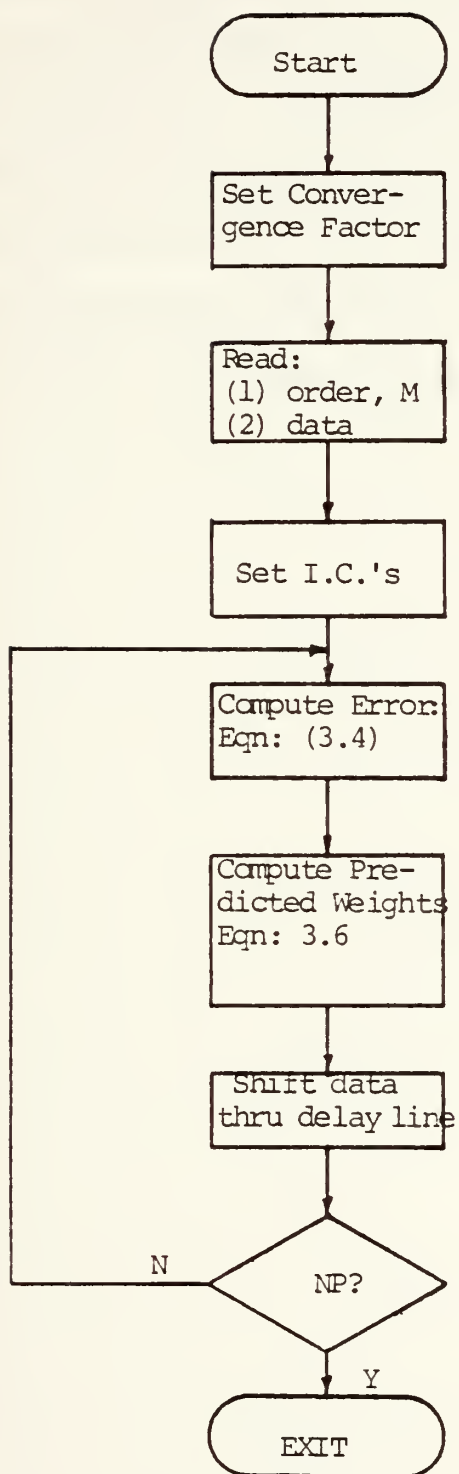 Start
Set Conver-
gence Factor
Read:
(1) order, M
(2) data
Set I.C.'s
Compute Error:
Eqn: (3.4)
Compute Pre-
dicted Weights
Eqn: 3.6
Shift data
thru delay line
N
NP?
Y
EXIT